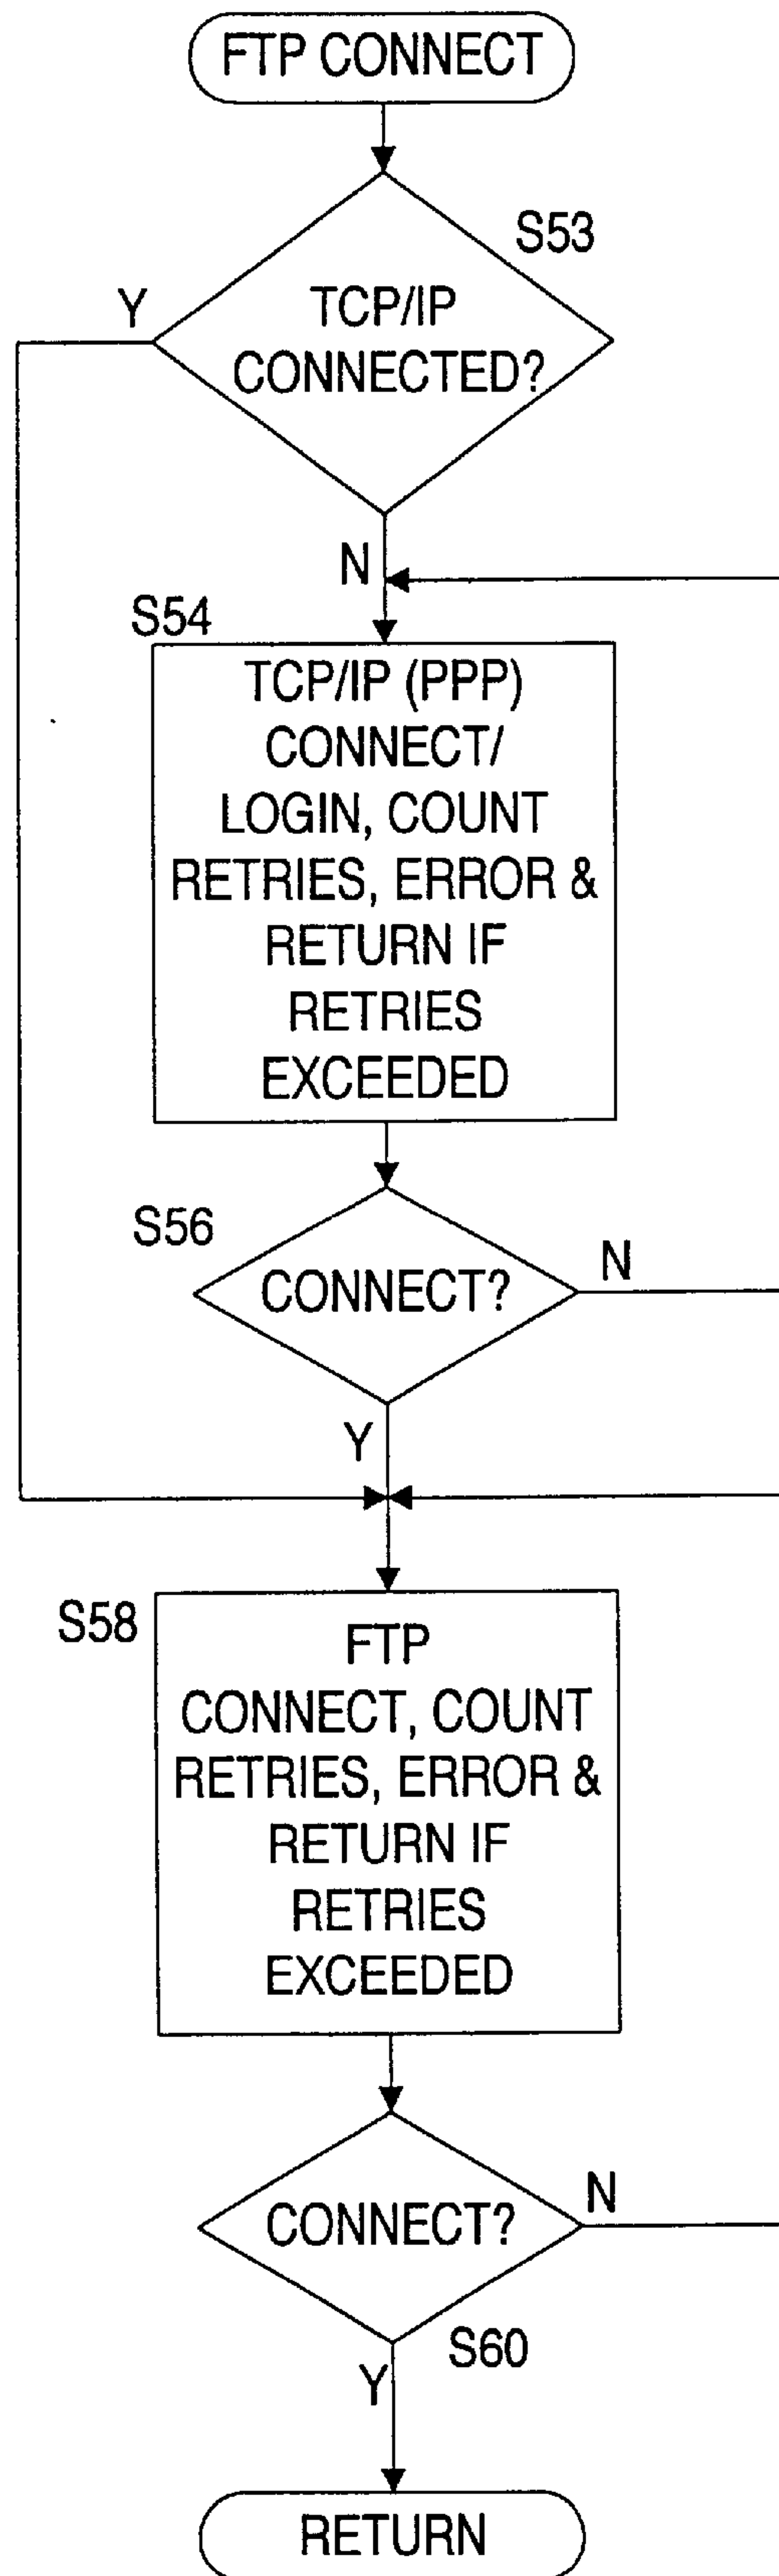 FTP CONNECT
S53
Y
TCP/IP
CONNECTED?
N
S54
TCP/IP (PPP)
CONNECT/
LOGIN, COUNT
RETRIES, ERROR &
RETURN IF
RETRIES
EXCEEDED
S56
CONNECT?
N
Y
S58
FTP
CONNECT, COUNT
RETRIES, ERROR &
RETURN IF
RETRIES
EXCEEDED
CONNECT?
N
S60
Y
RETURN